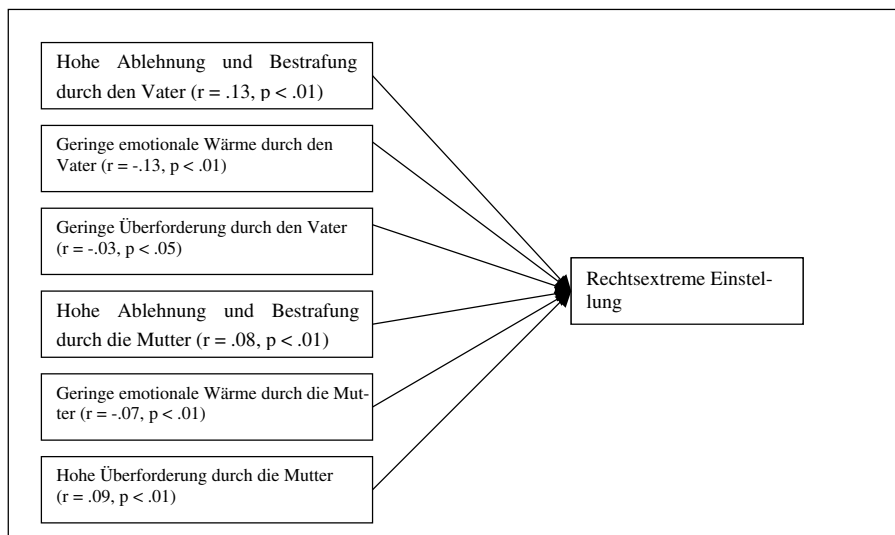 Hohe Ablehnung und Bestrafung
durch den Vater (r = .13, p < .01)
Geringe emotionale Wärme durch den
Vater (r = -.13, p < .01)
Geringe Überforderung durch den Vater
(r = -.03, p < .05)
Hohe Ablehnung und Bestrafung
durch die Mutter (r = .08, p < .01)
Geringe emotionale Wärme durch die Mut-
ter (r = -.07, p < .01)
Hohe Überforderung durch die Mutter
(r = .09, p < .01)
Rechtsextreme Einstel-
lung